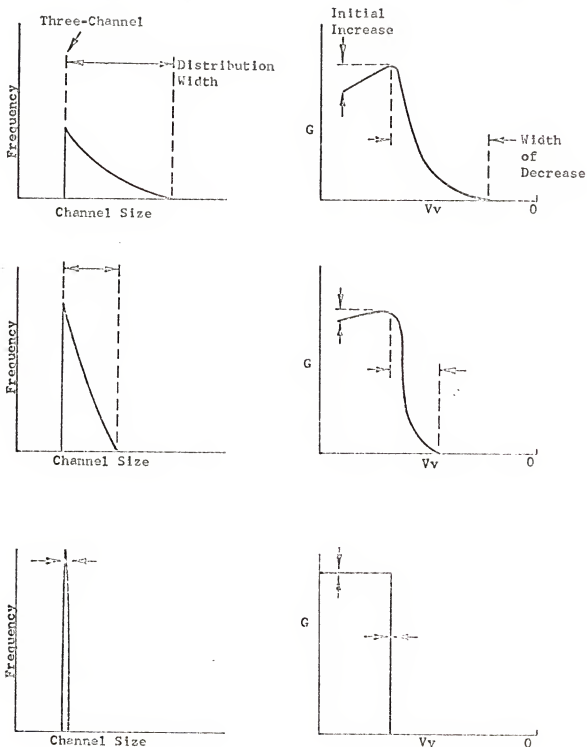 Three-Channel
Distribution
Width
Frequency
Channel Size
Initial
Increase
G
Width
of
Decrease
Vv
0
Frequency
Channel Size
G
Vv
0
Frequency
Channel Size
G
Vv
0